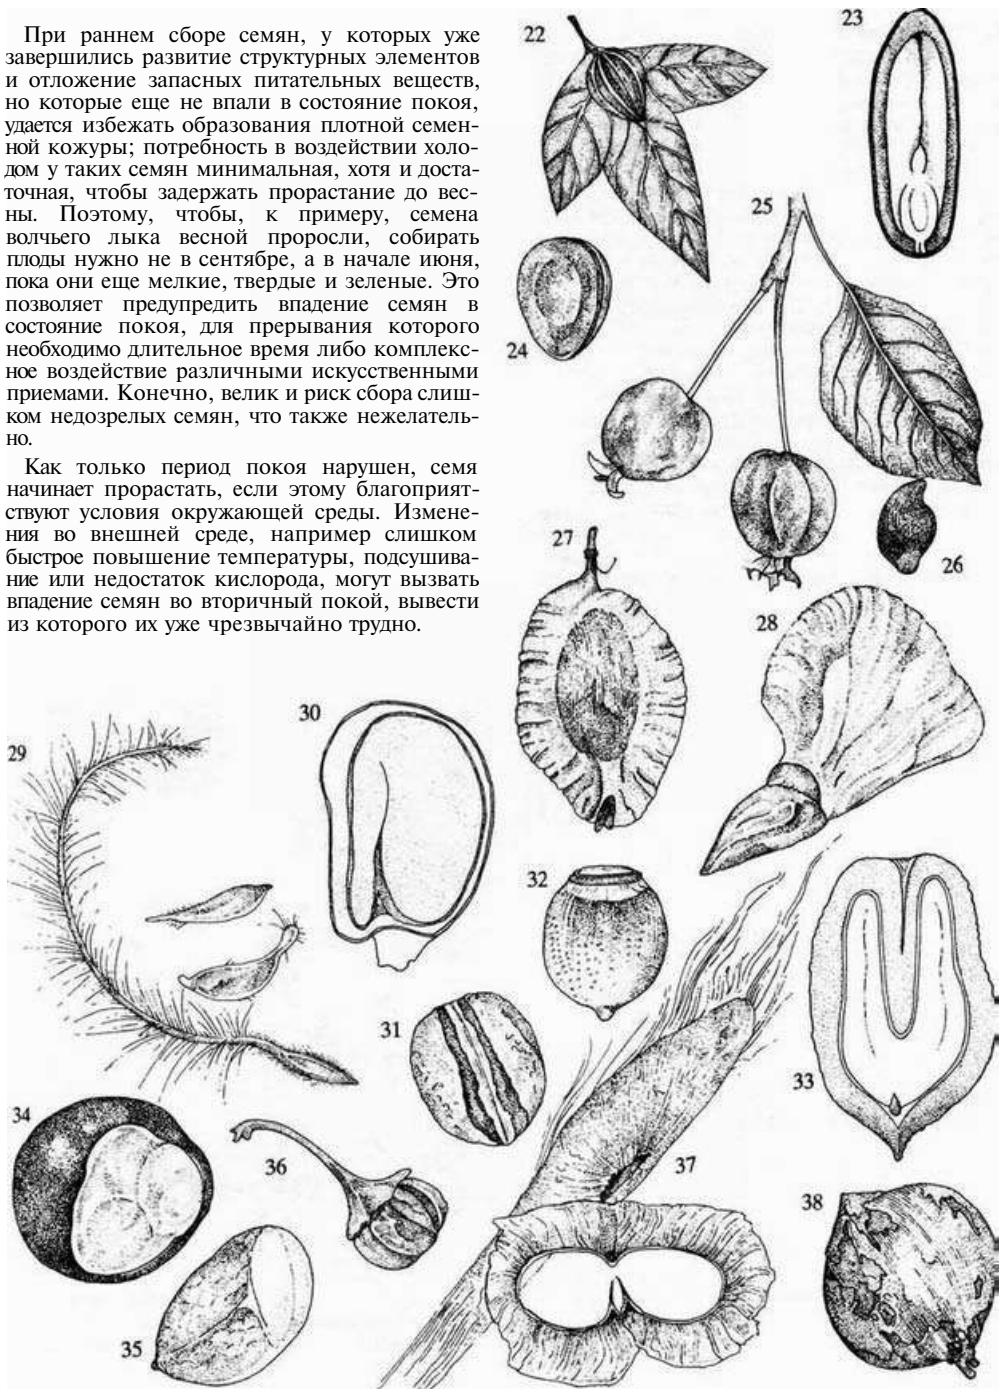 При раннем сборе семян, у которых уже
завершились развитие структурных элементов
и отложение запасных питательных веществ,
но которые еще не впали в состояние покоя,
удается избежать образования плотной семен-
ной кожуры; потребность в воздействии холо-
дом у таких семян минимальная, хотя и доста-
точная, чтобы задержать прорастание до вес-
ны. Поэтому, чтобы, к примеру, семена
волчьего лыка весной проросли, собирать
плоды нужно не в сентябре, а в начале июня,
пока они еще мелкие, твердые и зеленые. Это
позволяет предупредить впадение семян в
состояние покоя, для прерывания которого
необходимо длительное время либо комплекс-
ное воздействие различными искусственными
приемами. Конечно, велик и риск сбора слиш-
ком недозрелых семян, что также нежелатель-
но.
Как только период покоя нарушен, семя
начинает прорастать, если этому благоприят-
ствуют условия окружающей среды. Измене-
ния во внешней среде, например слишком
быстрое повышение температуры, подсушива-
ние или недостаток кислорода, могут вызвать
впадение семян во вторичный покой, вывести
из которого их уже чрезвычайно трудно.
22
23
24
25
26
27
28
29
30
31
32
33
34
35
36
37
38